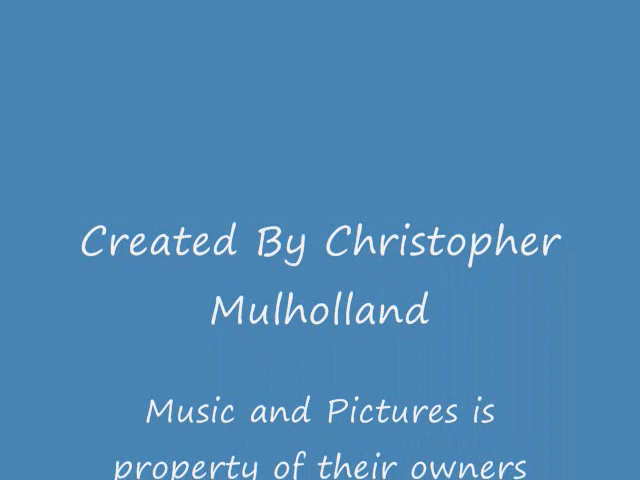 Created By Christopher
Mulholland
Music and Pictures is
property of their owners